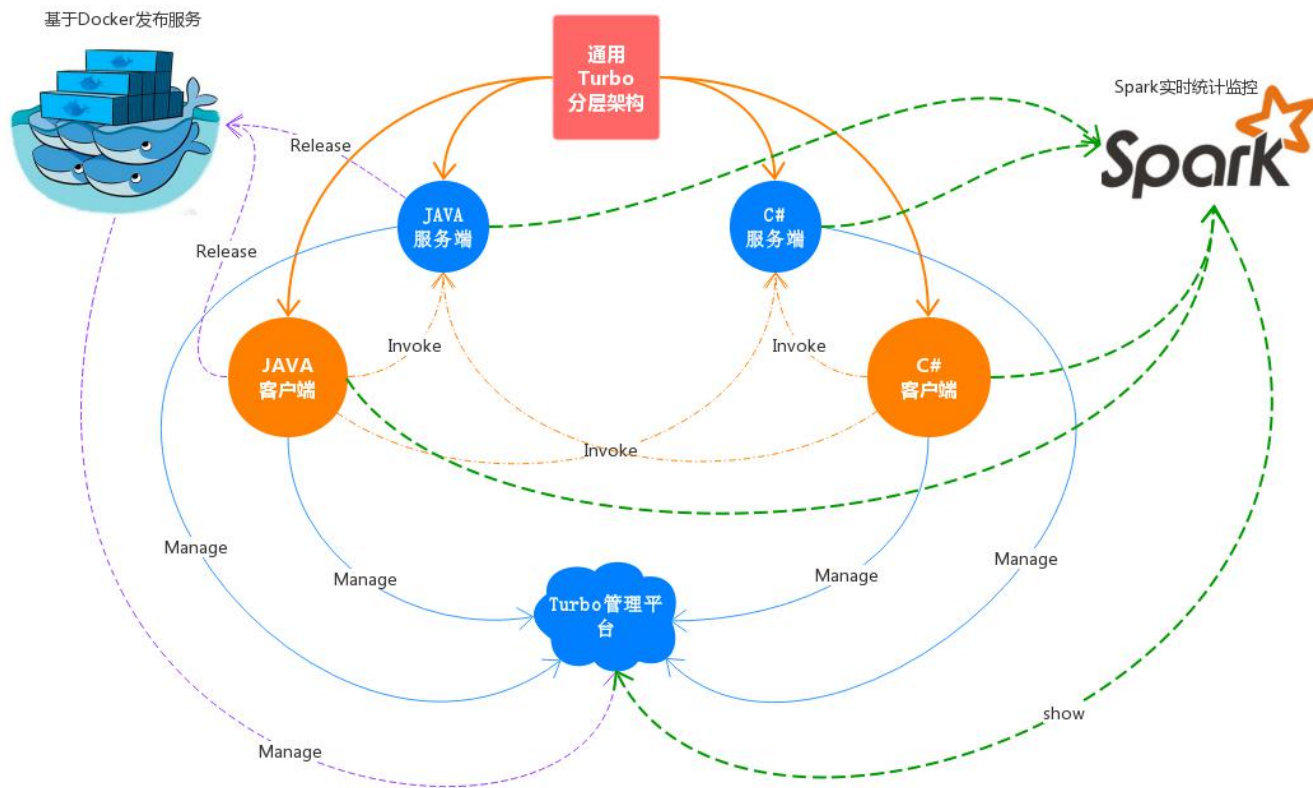 基于Docker发布服务
通用
Turbo
分层架构
Spark实时统计监控
Spark
Release
JAVA
服务端
C#
服务端
Release
Invoke
Invoke
JAVA
客户端
C#
客户端
Invoke
Manage
Manage
Manage
Manage
Turbo管理平
台
show
Manage